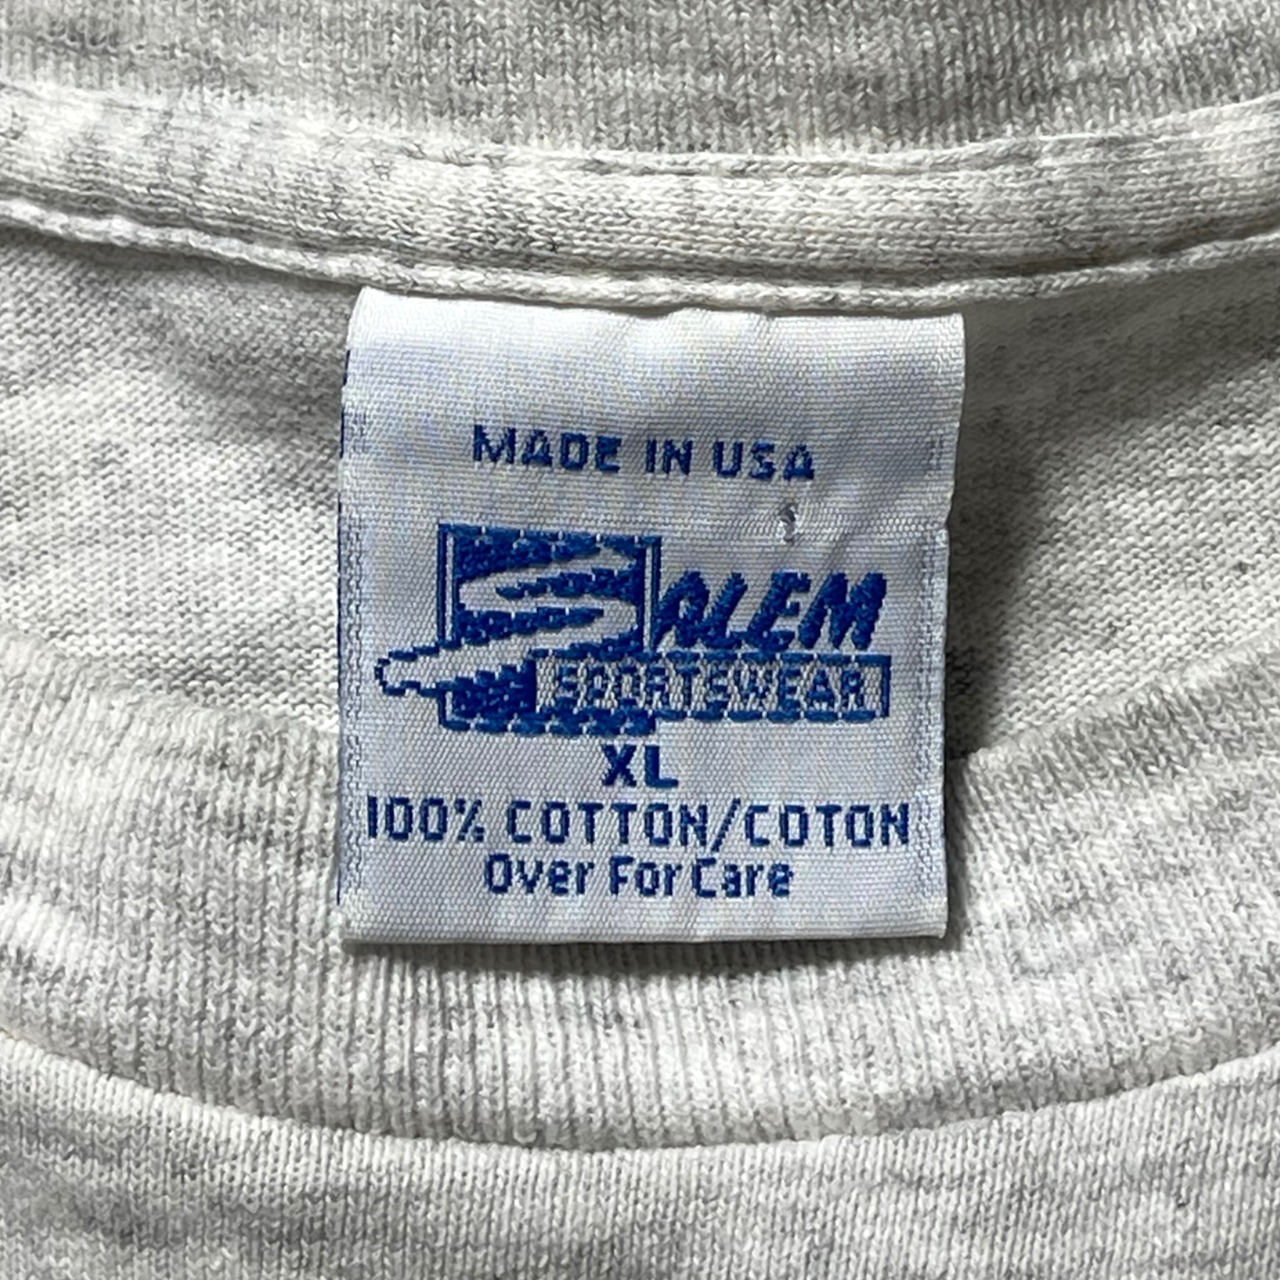 MADE IN USA
SALEM
SPORTSWEAR
XL
100% COTTON/COTON
Over For Care